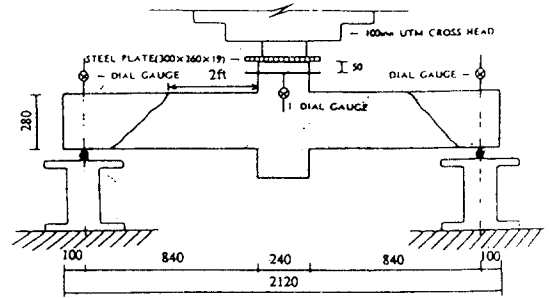 100mm UTM CROSS HEAD
STEEL PLATE(300×260×19)
50
DIAL GAUGE
2ft
DIAL GAUGE
1 DIAL GAUGE
280
100
840
240
840
100
2120